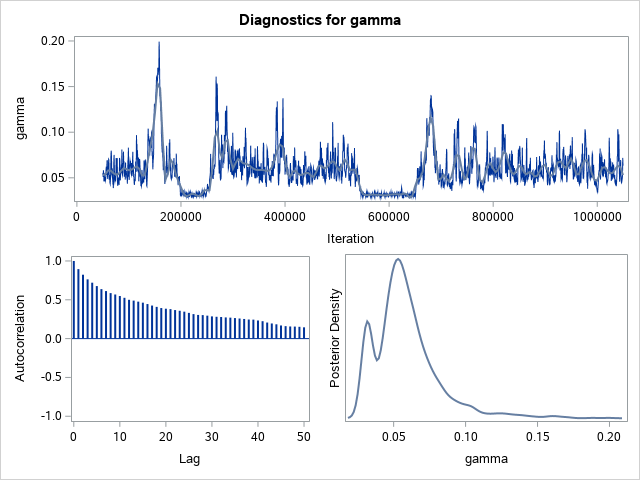 Diagnostics for gamma
0.20
0.15
0.10
0.05
gamma
0 200000 400000 600000 800000 1000000
Iteration
1.0
0.5
0.0
-0.5
-1.0
Autocorrelation
0 10 20 30 40 50
Lag
Posterior Density
0.05 0.10 0.15 0.20
gamma